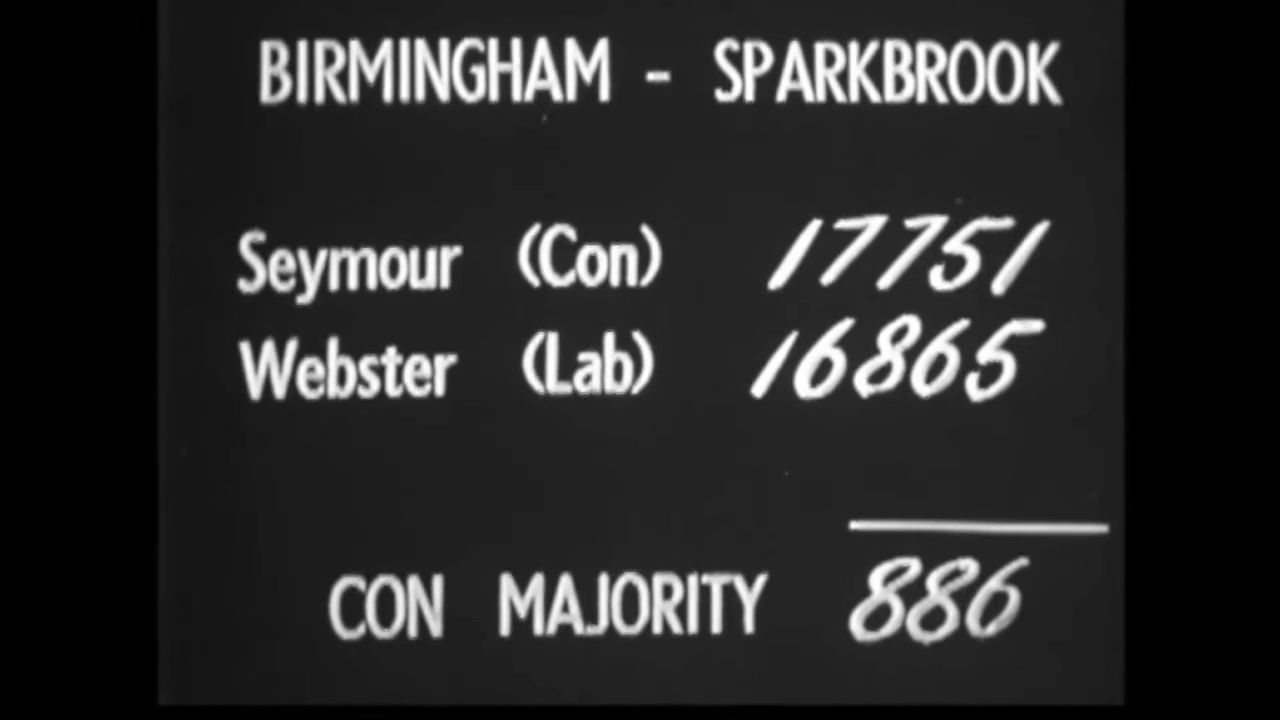 BIRMINGHAM - SPARKBROOK
Seymour (Con) 17751
Webster (Lab) 16865
CON MAJORITY 886